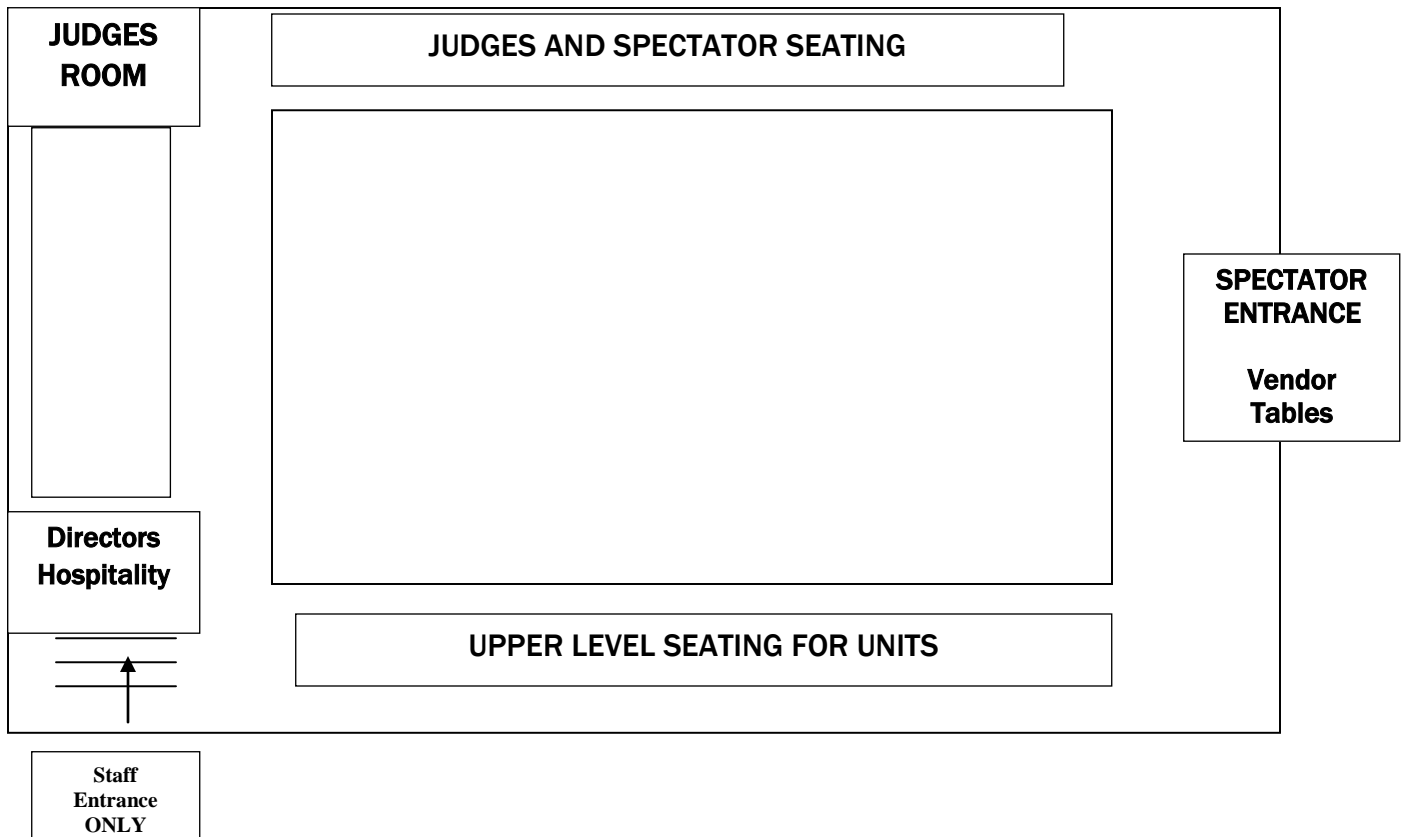 JUDGES
ROOM
JUDGES AND SPECTATOR SEATING
SPECTATOR
ENTRANCE
Vendor
Tables
Directors
Hospitality
UPPER LEVEL SEATING FOR UNITS
Staff
Entrance
ONLY